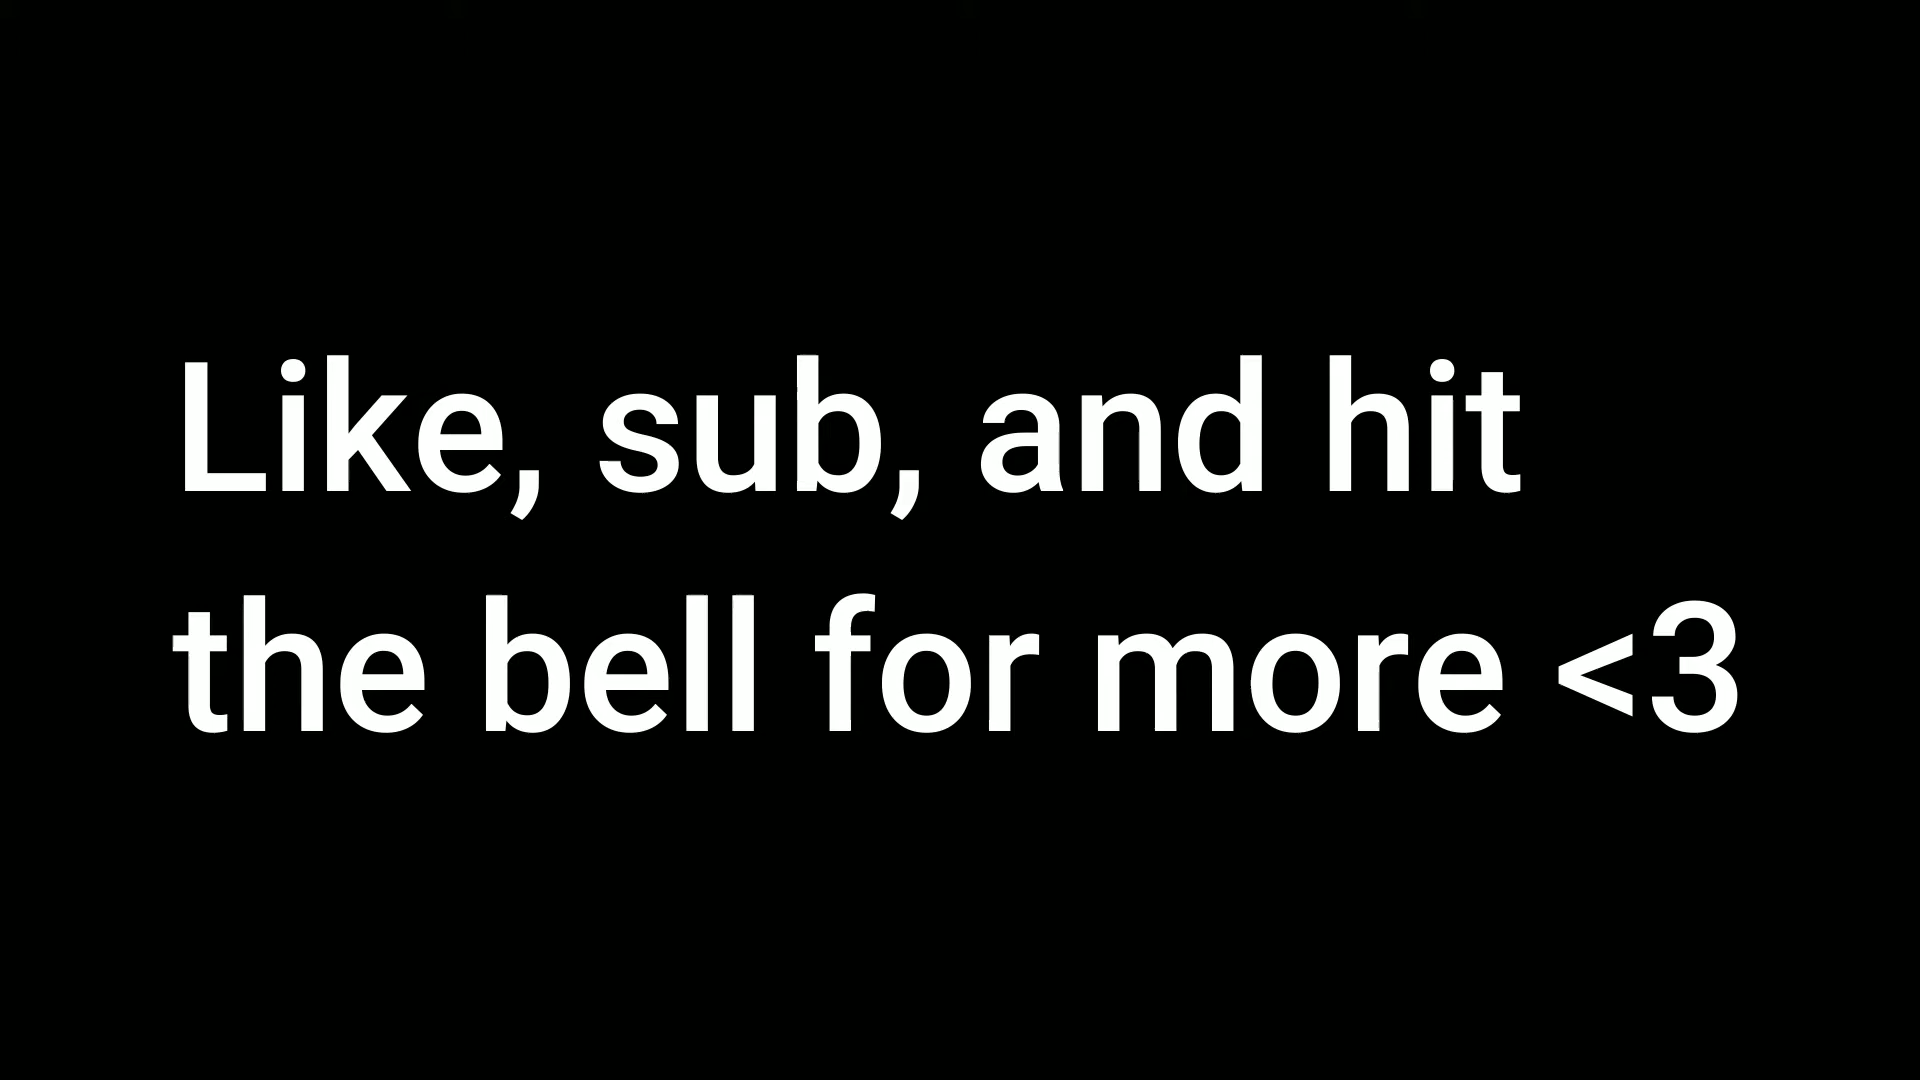 Like, sub, and hit
the bell for more <3